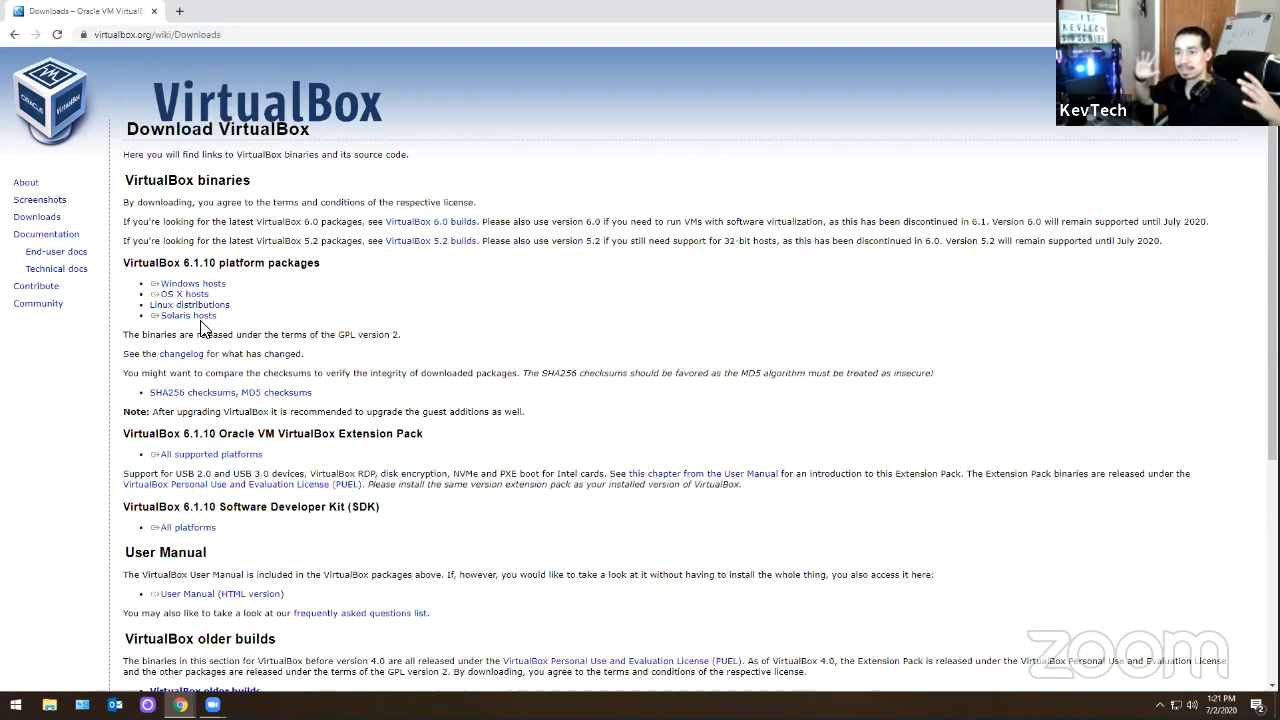 Downloads – Oracle VM VirtualB
virtualbox.org/wiki/Downloads
KEVTECH
SUBSCRIBE
KevTech
ORACLE
VirtualBox
VirtualBox
About
Screenshots
Downloads
Documentation
End-user docs
Technical docs
Contribute
Community
Download VirtualBox
Here you will find links to VirtualBox binaries and its source code.
VirtualBox binaries
By downloading, you agree to the terms and conditions of the respective license.
If you're looking for the latest VirtualBox 6.0 packages, see VirtualBox 6.0 builds. Please also use version 6.0 if you need to run VMs with software virtualization, as this has been discontinued in 6.1. Version 6.0 will remain supported until July 2020.
If you're looking for the latest VirtualBox 5.2 packages, see VirtualBox 5.2 builds. Please also use version 5.2 if you still need support for 32-bit hosts, as this has been discontinued in 6.0. Version 5.2 will remain supported until July 2020.
VirtualBox 6.1.10 platform packages
Windows hosts
OS X hosts
Linux distributions
Solaris hosts
The binaries are released under the terms of the GPL version 2.
See the changelog for what has changed.
You might want to compare the checksums to verify the integrity of downloaded packages. The SHA256 checksums should be favored as the MD5 algorithm must be treated as insecure!
SHA256 checksums, MD5 checksums
Note: After upgrading VirtualBox it is recommended to upgrade the guest additions as well.
VirtualBox 6.1.10 Oracle VM VirtualBox Extension Pack
All supported platforms
Support for USB 2.0 and USB 3.0 devices, VirtualBox RDP, disk encryption, NVMe and PXE boot for Intel cards. See this chapter from the User Manual for an introduction to this Extension Pack. The Extension Pack binaries are released under the
VirtualBox Personal Use and Evaluation License (PUEL). Please install the same version extension pack as your installed version of VirtualBox.
VirtualBox 6.1.10 Software Developer Kit (SDK)
All platforms
User Manual
The VirtualBox User Manual is included in the VirtualBox packages above. If, however, you would like to take a look at it without having to install the whole thing, you also access it here:
User Manual (HTML version)
You may also like to take a look at our frequently asked questions list.
VirtualBox older builds
The binaries in this section for VirtualBox before version 4.0 are all released under the VirtualBox Personal Use and Evaluation License (PUEL). As of VirtualBox 4.0, the Extension Pack is released under the VirtualBox Personal Use and Evaluation License
and the other packages are released under the terms of the GPL version 2. By downloading, you agree to the terms and conditions of the respective license.
VirtualBox older builds
zoom
1:21 PM
7/2/2020
2